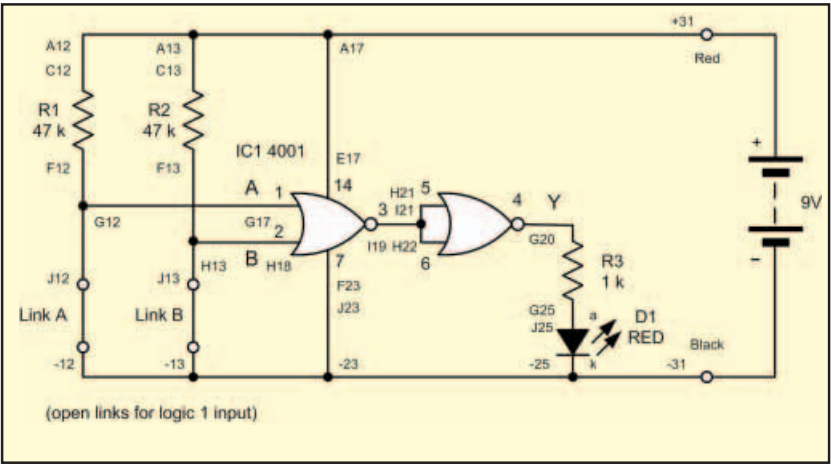 +31
A12
A13
A17
C12
C13
Red
R1
47 k
R2
47 k
IC1 4001
+
F12
F13
E17
A
1
14
H21
5
4
Y
9V
3
I21
G12
G17
2
I19
H22
G20
B
H13
H18
7
6
R3
1 k
–
J12
J13
F23
J23
G25
J25
a
D1
RED
Link A
Link B
Black
-12
-13
-23
-25
k
-31
(open links for logic 1 input)